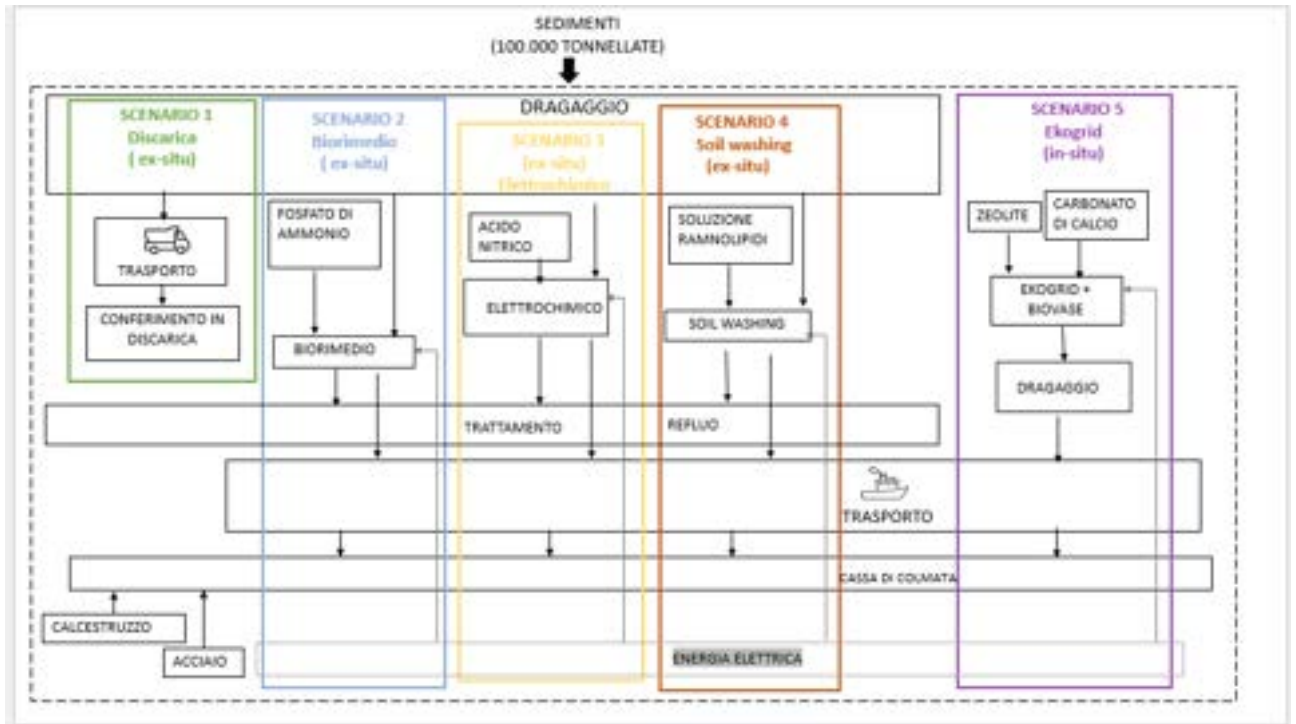 SEDIMENTI
(100.000 TONNELLATE)
DRAGAGGIO
SCENARIO 1
Discarica
( ex-situ)
SCENARIO 2
Biorimedio
( ex-situ)
SCENARIO 3
(ex-situ)
Elettrochimico
SCENARIO 4
Soil washing
(ex-situ)
SCENARIO 5
Ekogrid
(in-situ)
TRASPORTO
CONFERIMENTO IN
DISCARICA
FOSFATO DI
AMMONIO
BIORIMEDIO
ACIDO
NITRICO
ELETTROCHIMICO
SOLUZIONE
RAMNOLIPIDI
SOIL WASHING
ZEOLITE
CARBONATO
DI CALCIO
EKOGRID +
BIOVASE
DRAGAGGIO
TRATTAMENTO REFLUO
TRASPORTO
CASSA DI COLMATA
CALCESTRUZZO
ACCIAIO
ENERGIA ELETTRICA